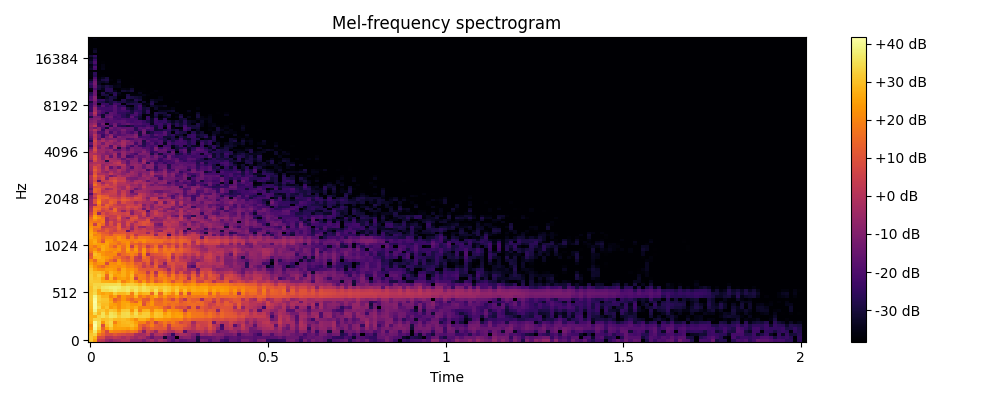 Mel-frequency spectrogram
16384
8192
4096
2048
1024
512
0
Hz
0
0.5
1
1.5
2
Time
+40 dB
+30 dB
+20 dB
+10 dB
+0 dB
-10 dB
-20 dB
-30 dB